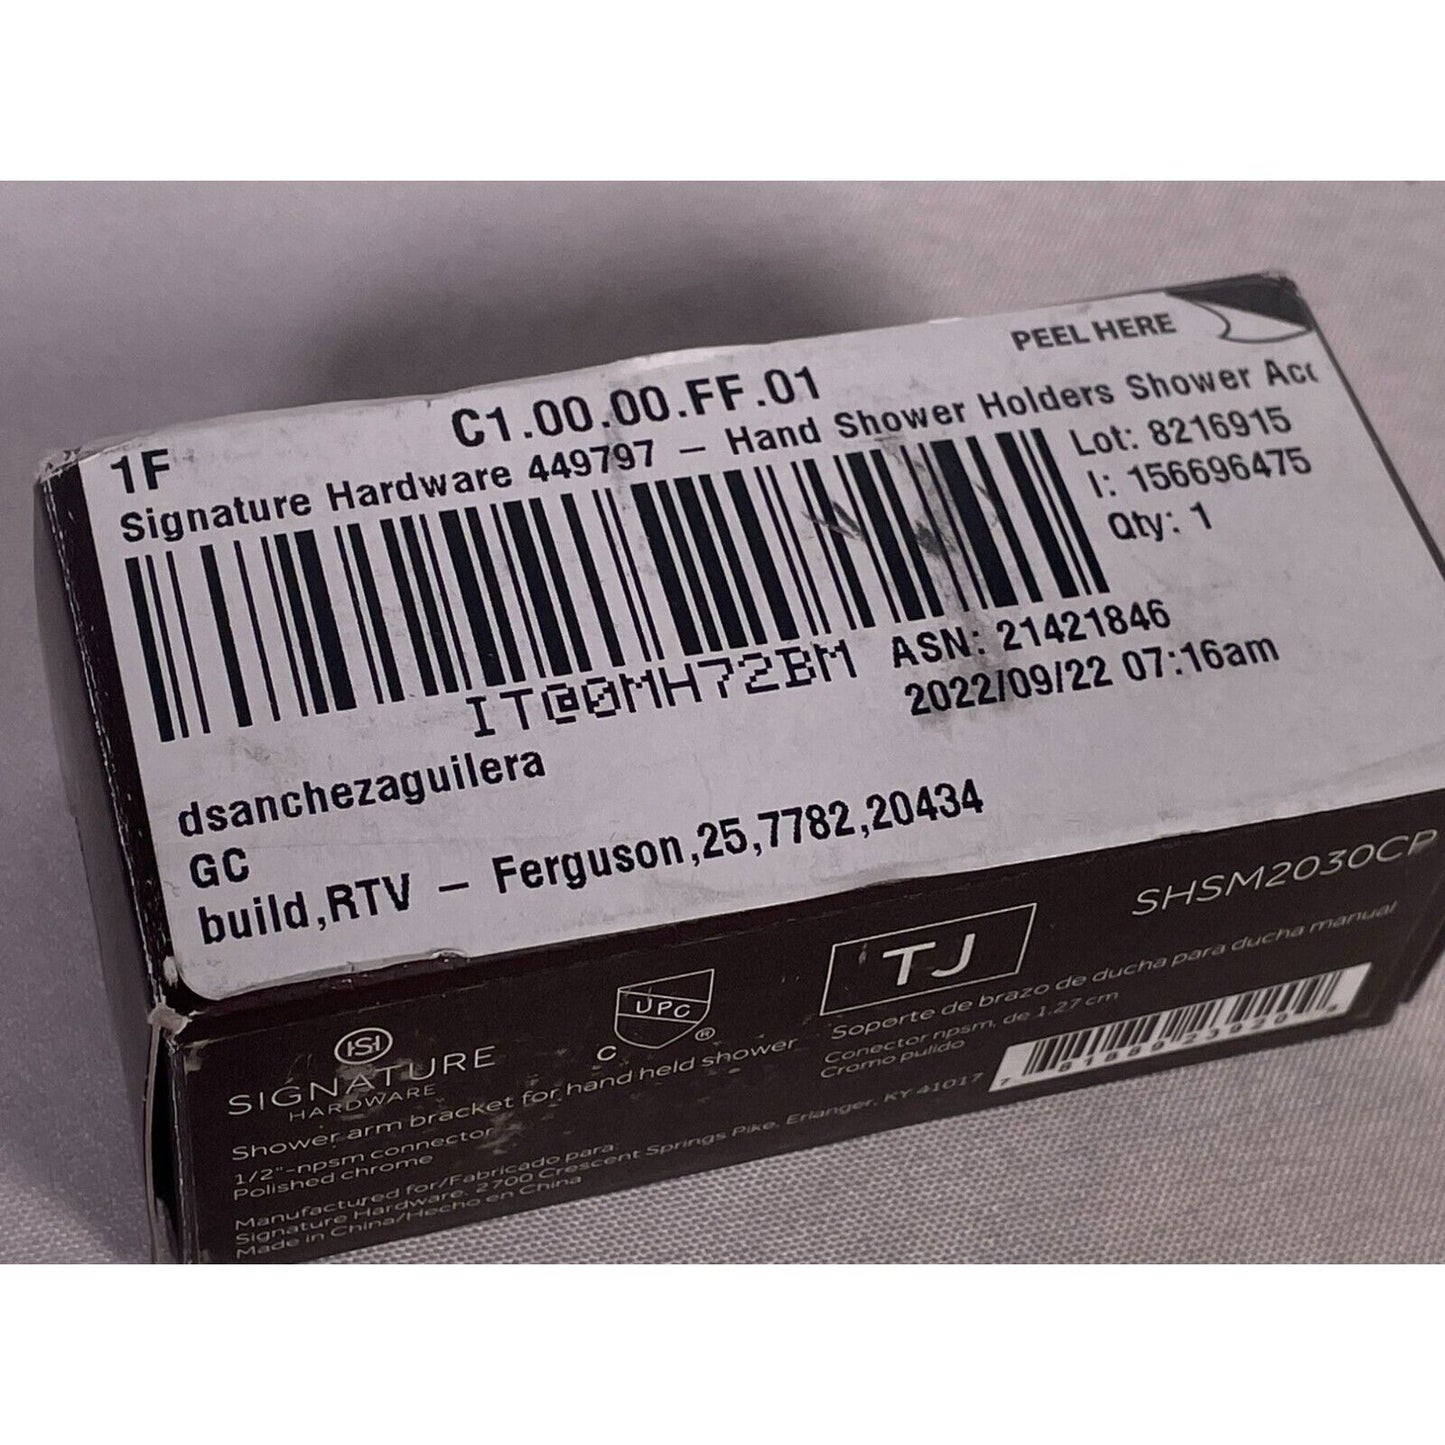 PEEL HERE
1F
C1.00.00.FF.01
Signature Hardware 449797 – Hand Shower Holders Shower Acc
Lot: 8216915
I: 156696475
Qty: 1
IT@0MH72BM
ASN: 21421846
2022/09/22 07:16am
dsanchezaguilera
GC
build,RTV – Ferguson,25,7782,20434
SHSM2030CP
TJ
UPC
C
®
HSH
SIGNATURE
HARDWARE
Shower arm bracket for hand held shower
1/2"-npsm connector
Polished chrome
Soporte de brazo de ducha para ducha manual
Conector npsm, de 1.27 cm
Cromo pulido
Manufactured for/Fabricado para:
Signature Hardware, 2700 Crescent Springs Pike, Erlanger, KY 41017
Made in China/Hecho en China